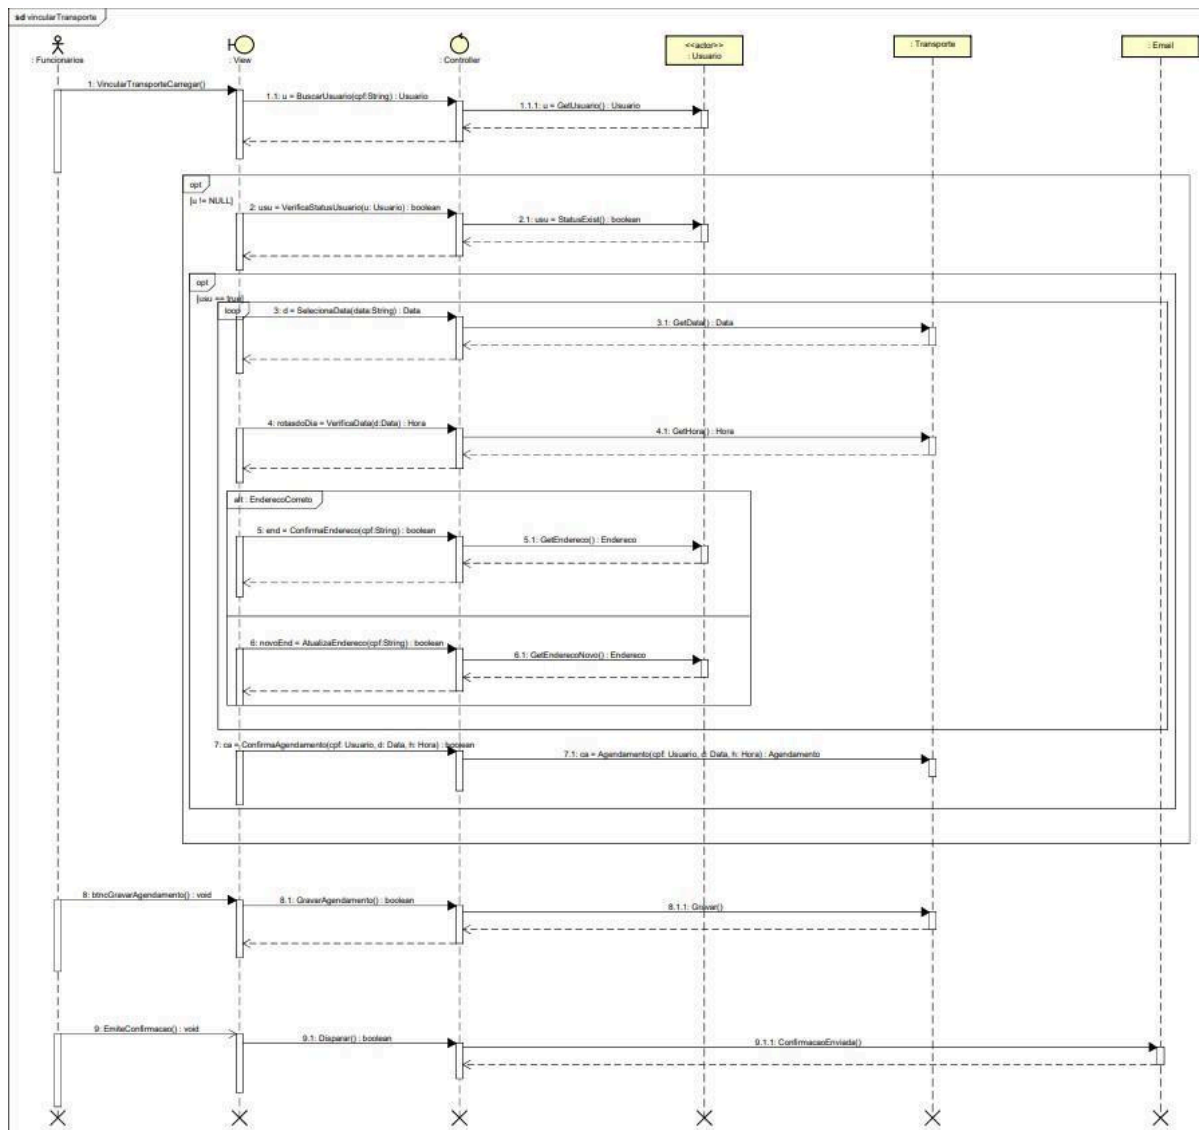 sd vincularTransporte
: Funcionarios
: View
: Controller
<<actor>>
: Usuario
: Transporte
: Email
1: VincularTransporteCarregar()
1.1: u = BuscarUsuario(cpf:String) : Usuario
1.1.1: u = GetUsuario() : Usuario
opt
[u != NULL]
2: usu = VerificaStatusUsuario(u: Usuario) : boolean
2.1: usu = StatusExist() : boolean
opt
[usu == true]
loop
3: d = SelecionaData(data:String) : Data
3.1: GetData() : Data
4: rotasdoDia = VerificaData(d:Data) : Hora
4.1: GetHora() : Hora
alt : EnderecoCorreto
5: end = ConfirmaEndereco(cpf:String) : boolean
5.1: GetEndereco() : Endereco
6: novoEnd = AtualizaEndereco(cpf:String) : boolean
6.1: GetEnderecoNovo() : Endereco
7: ca = ConfirmaAgendamento(cpf: Usuario, d: Data, h: Hora) : boolean
7.1: ca = Agendamento(cpf: Usuario, d: Data, h: Hora) : Agendamento
8: btncGravarAgendamento() : void
8.1: GravarAgendamento() : boolean
8.1.1: Gravar()
9: EmiteConfirmacao() : void
9.1: Disparar() : boolean
9.1.1: ConfirmacaoEnviada()